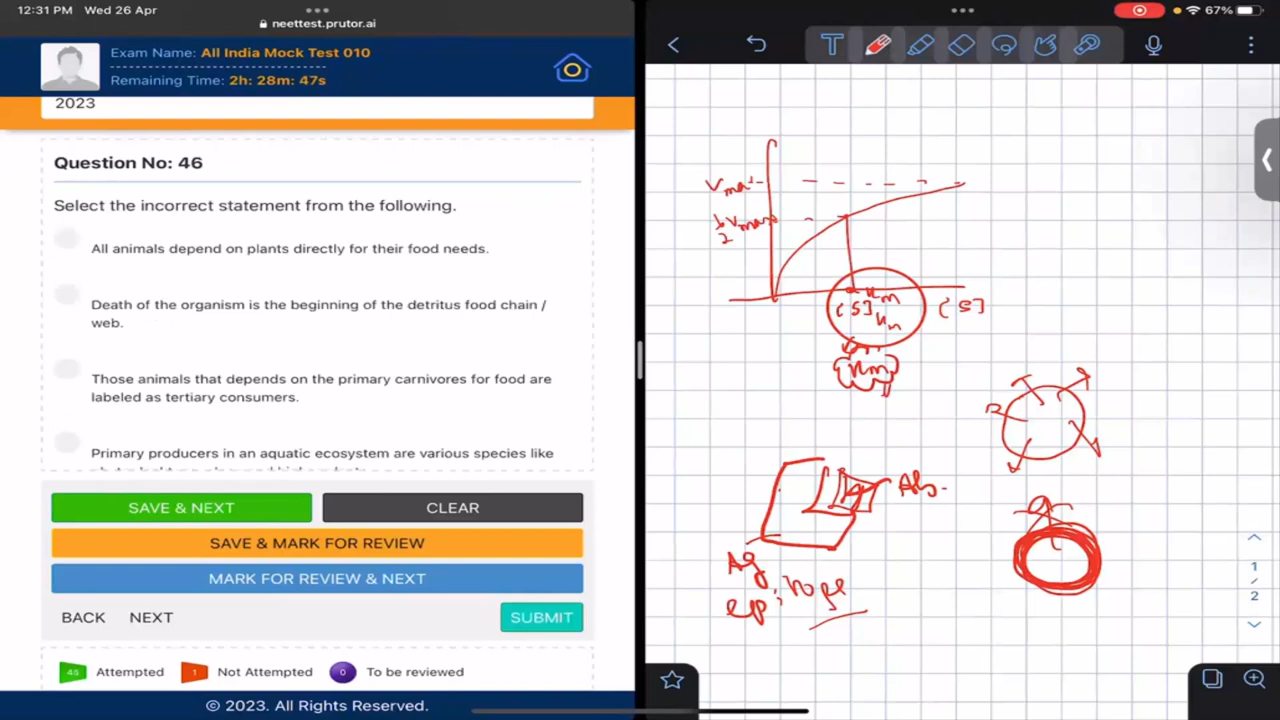 12:31 PM Wed 26 Apr
67%
neettest.prutor.ai
Exam Name: All India Mock Test 010
Remaining Time: 2h: 28m: 47s
2023
Question No: 46
Select the incorrect statement from the following.
All animals depend on plants directly for their food needs.
Death of the organism is the beginning of the detritus food chain /
web.
Those animals that depends on the primary carnivores for food are
labeled as tertiary consumers.
Primary producers in an aquatic ecosystem are various species like
SAVE & NEXT
CLEAR
SAVE & MARK FOR REVIEW
MARK FOR REVIEW & NEXT
BACK
NEXT
SUBMIT
46 Attempted
1 Not Attempted
0 To be reviewed
© 2023. All Rights Reserved.
T
Vmax
1/2 Vmax
[S]
Km
[S]
Km
Ab.
Ag
ep
1
/
2